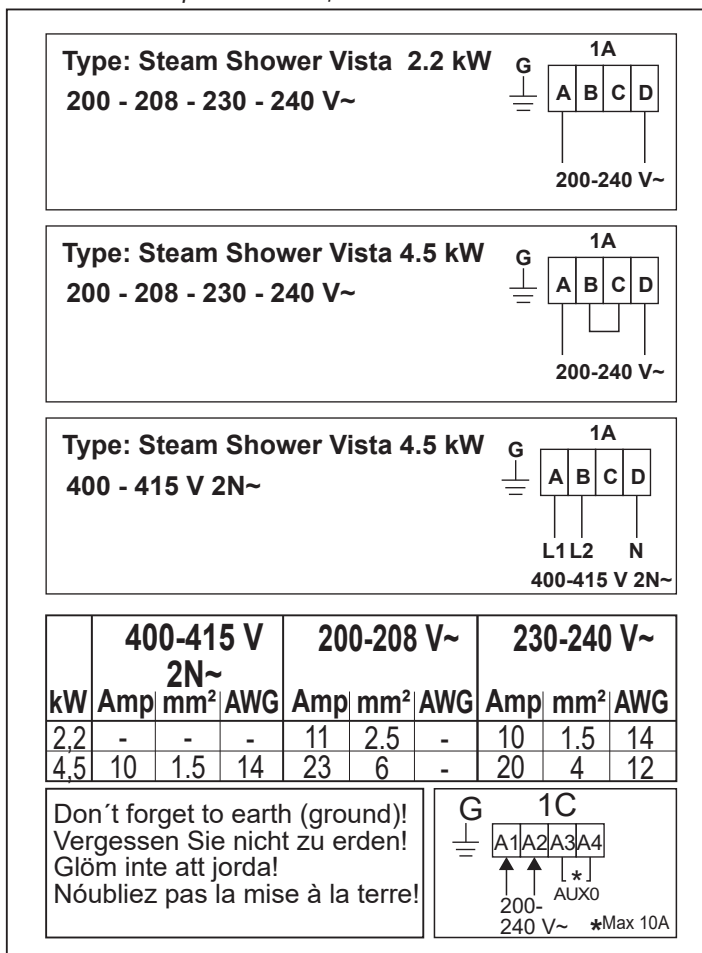 Type: Steam Shower Vista 2.2 kW
200 - 208 - 230 - 240 V~
G
1A
A B C D
200-240 V~
Type: Steam Shower Vista 4.5 kW
200 - 208 - 230 - 240 V~
G
1A
A B C D
200-240 V~
Type: Steam Shower Vista 4.5 kW
400 - 415 V 2N~
G
1A
A B C D
L1 L2 N
400-415 V 2N~
400-415 V 2N~ 200-208 V~ 230-240 V~
kW Amp mm² AWG Amp mm² AWG Amp mm² AWG
2,2 - - - 11 2.5 - 10 1.5 14
4,5 10 1.5 14 23 6 - 20 4 12
Don´t forget to earth (ground)!
Vergessen Sie nicht zu erden!
Glöm inte att jorda!
Nóubliez pas la mise à la terre!
G 1C
A1 A2 A3 A4
*
AUX0
200-
240 V~ *Max 10A